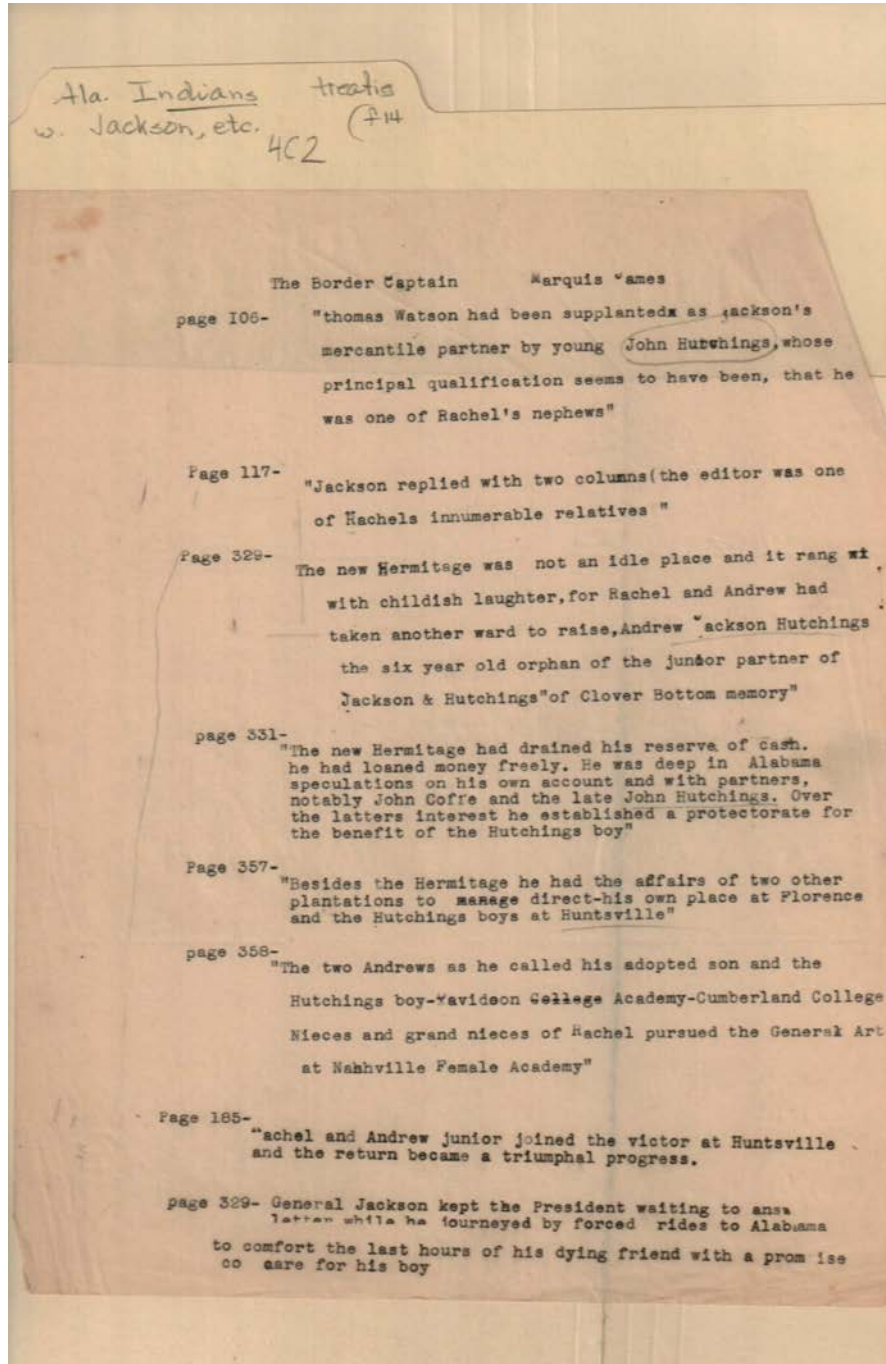 Ala. Indians treatis
w. Jackson, etc. (f14
4C2
The Border Captain Marquis James
page I06- "thomas Watson had been supplantedx as jackson's
mercantile partner by young John Hutchings,whose
principal qualification seems to have been, that he
was one of Rachel's nephews"
Page 117- "Jackson replied with two columns(the editor was one
of Rachels innumerable relatives "
Page 329- The new Hermitage was not an idle place and it rang wi
with childish laughter,for Rachel and Andrew had
taken another ward to raise,Andrew Jackson Hutchings
the six year old orphan of the junior partner of
Jackson & Hutchings"of Clover Bottom memory"
page 331-
"The new Hermitage had drained his reserve of cash.
he had loaned money freely. He was deep in Alabama
speculations on his own account and with partners,
notably John Coffe and the late John Hutchings. Over
the latters interest he established a protectorate for
the benefit of the Hutchings boy"
Page 357-
"Besides the Hermitage he had the affairs of two other
plantations to manage direct-his own place at Florence
and the Hutchings boys at Huntsville"
page 358-
"The two Andrews as he called his adopted son and the
Hutchings boy-Davidson College Academy-Cumberland College
Nieces and grand nieces of Rachel pursued the General Art
at Nahhville Female Academy"
Page 185-
"achel and Andrew junior joined the victor at Huntsville
and the return became a triumphal progress.
page 329- General Jackson kept the President waiting to ans
letter while he journeyed by forced rides to Alabama
to comfort the last hours of his dying friend with a prom ise
co care for his boy